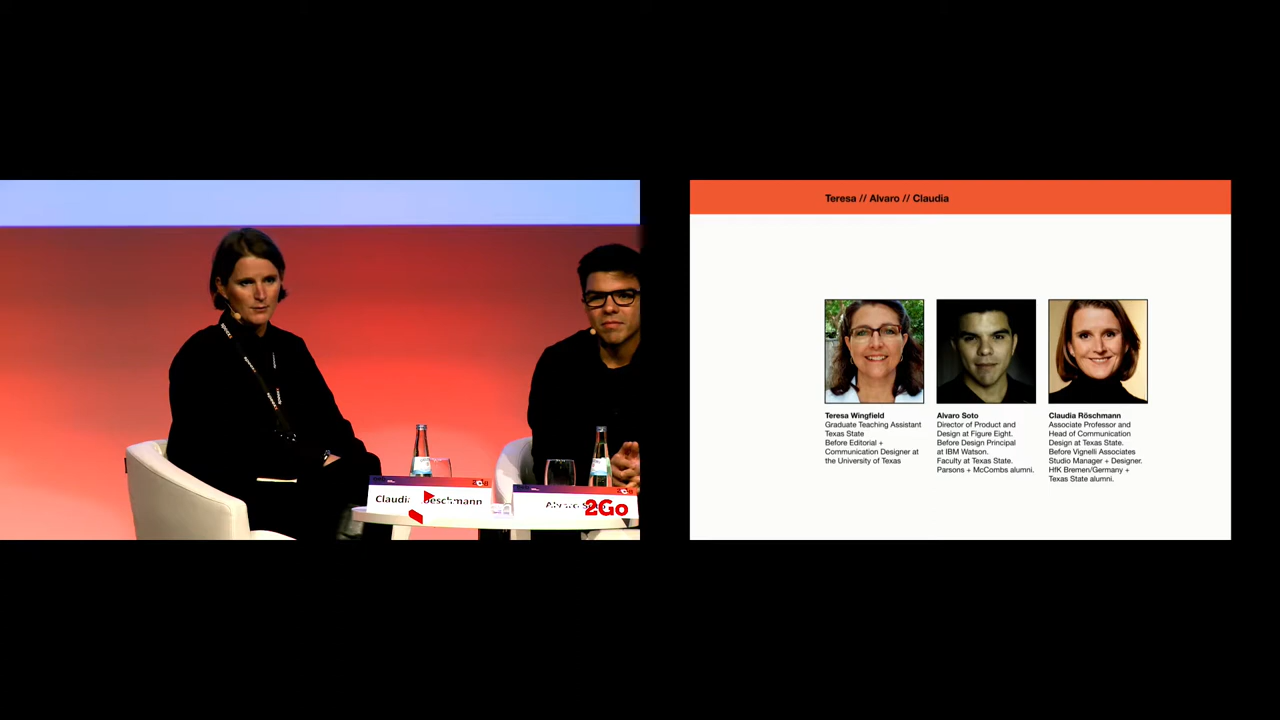 Claudia
2Go
Teresa // Alvaro // Claudia
Teresa Wingfield
Graduate Teaching Assistant
Texas State
Before Editorial +
Communication Designer at
the University of Texas
Alvaro Soto
Director of Product and
Design at Figure Eight.
Before Design Principal
at IBM Watson.
Faculty at Texas State.
Parsons + McCombs alumni.
Claudia Röschmann
Associate Professor and
Head of Communication
Design at Texas State.
Before Vignelli Associates
Studio Manager + Designer.
HfK Bremen/Germany +
Texas State alumni.